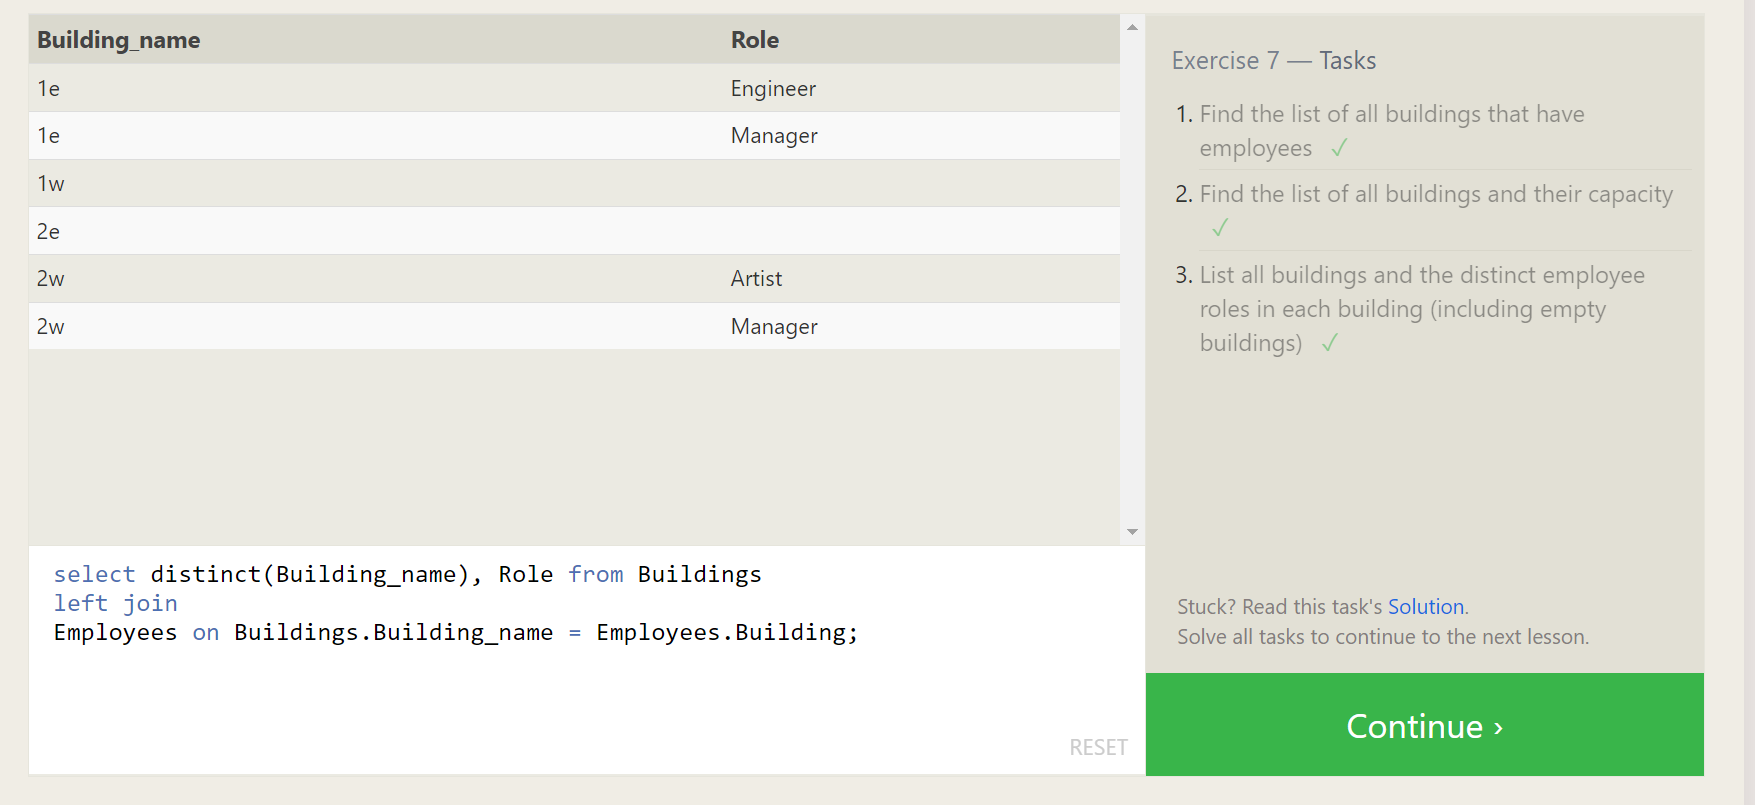 Building_name Role
1e Engineer
1e Manager
1w
2e
2w Artist
2w Manager
select distinct(Building_name), Role from Buildings
left join
Employees on Buildings.Building_name = Employees.Building;
RESET
Exercise 7 — Tasks
1. Find the list of all buildings that have
employees ✓
2. Find the list of all buildings and their capacity
✓
3. List all buildings and the distinct employee
roles in each building (including empty
buildings) ✓
Stuck? Read this task's Solution.
Solve all tasks to continue to the next lesson.
Continue ›